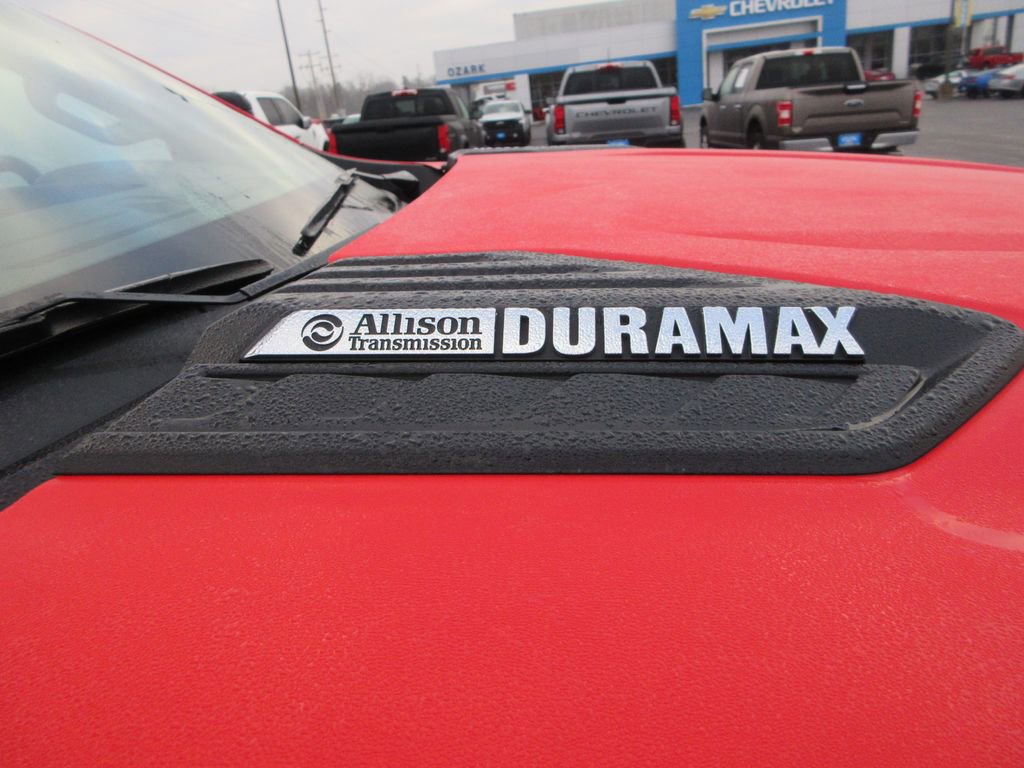 CHEVROLET
OZARK
CHEVROLET
Allison
Transmission
DURAMAX